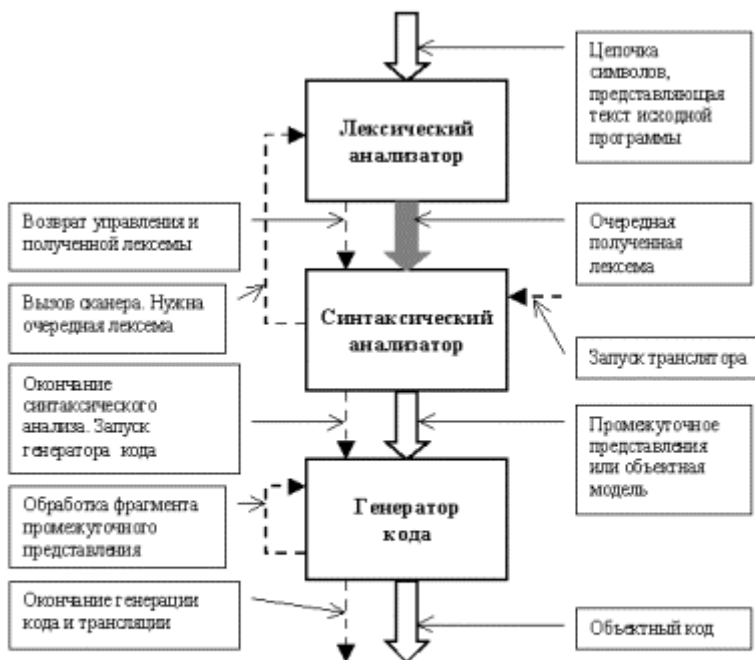 Цепочка
символов,
представляющая
текст исходной
программы
Лексический
анализатор
Возврат управления и
полученной лексемы
Очередная
полученная
лексема
Вызов сканера. Нужна
очередная лексема
Синтаксический
анализатор
Запуск транслятора
Окончание
синтаксического
анализа. Запуск
генератора кода
Промежуточное
представления
или объектная
модель
Обработка фрагмента
промежуточного
представления
Генератор
кода
Окончание генерации
кода и трансляции
Объектный код